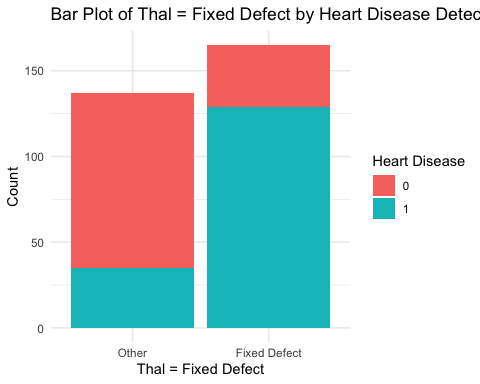 Bar Plot of Thal = Fixed Defect by Heart Disease Detec
150
100
50
0
Count
Other
Fixed Defect
Thal = Fixed Defect
Heart Disease
0
1